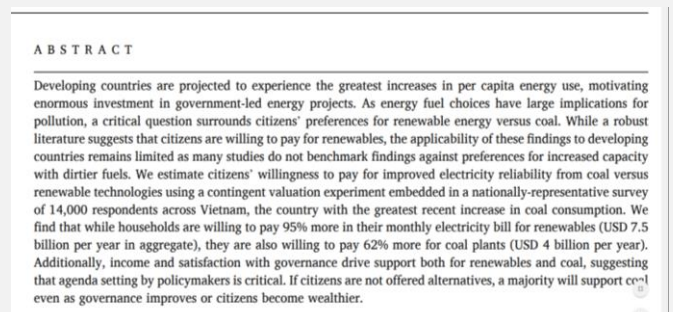 ABSTRACT
Developing countries are projected to experience the greatest increases in per capita energy use, motivating
enormous investment in government-led energy projects. As energy fuel choices have large implications for
pollution, a critical question surrounds citizens' preferences for renewable energy versus coal. While a robust
literature suggests that citizens are willing to pay for renewables, the applicability of these findings to developing
countries remains limited as many studies do not benchmark findings against preferences for increased capacity
with dirtier fuels. We estimate citizens' willingness to pay for improved electricity reliability from coal versus
renewable technologies using a contingent valuation experiment embedded in a nationally-representative survey
of 14,000 respondents across Vietnam, the country with the greatest recent increase in coal consumption. We
find that while households are willing to pay 95% more in their monthly electricity bill for renewables (USD 7.5
billion per year in aggregate), they are also willing to pay 62% more for coal plants (USD 4 billion per year).
Additionally, income and satisfaction with governance drive support both for renewables and coal, suggesting
that agenda setting by policymakers is critical. If citizens are not offered alternatives, a majority will support coal
even as governance improves or citizens become wealthier.